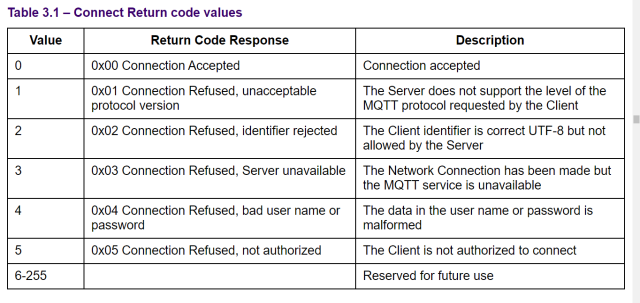 Table 3.1 – Connect Return code values
Value Return Code Response Description
0 0x00 Connection Accepted Connection accepted
1 0x01 Connection Refused, unacceptable The Server does not support the level of the
protocol version MQTT protocol requested by the Client
2 0x02 Connection Refused, identifier rejected The Client identifier is correct UTF-8 but not
allowed by the Server
3 0x03 Connection Refused, Server unavailable The Network Connection has been made but
the MQTT service is unavailable
4 0x04 Connection Refused, bad user name or The data in the user name or password is
password malformed
5 0x05 Connection Refused, not authorized The Client is not authorized to connect
6-255 Reserved for future use